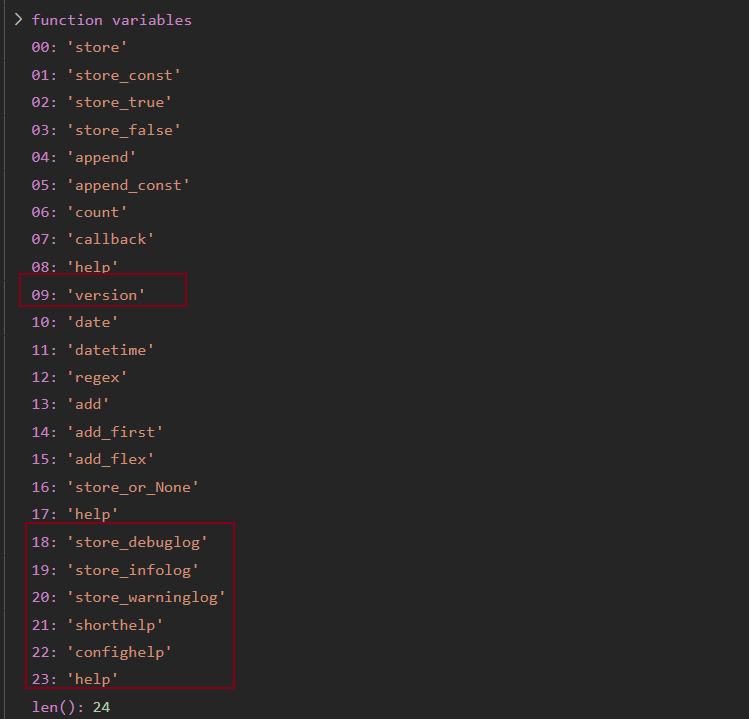 function variables
00: 'store'
01: 'store_const'
02: 'store_true'
03: 'store_false'
04: 'append'
05: 'append_const'
06: 'count'
07: 'callback'
08: 'help'
09: 'version'
10: 'date'
11: 'datetime'
12: 'regex'
13: 'add'
14: 'add_first'
15: 'add_flex'
16: 'store_or_None'
17: 'help'
18: 'store_debuglog'
19: 'store_infolog'
20: 'store_warninglog'
21: 'shorthelp'
22: 'confighelp'
23: 'help'
len(): 24